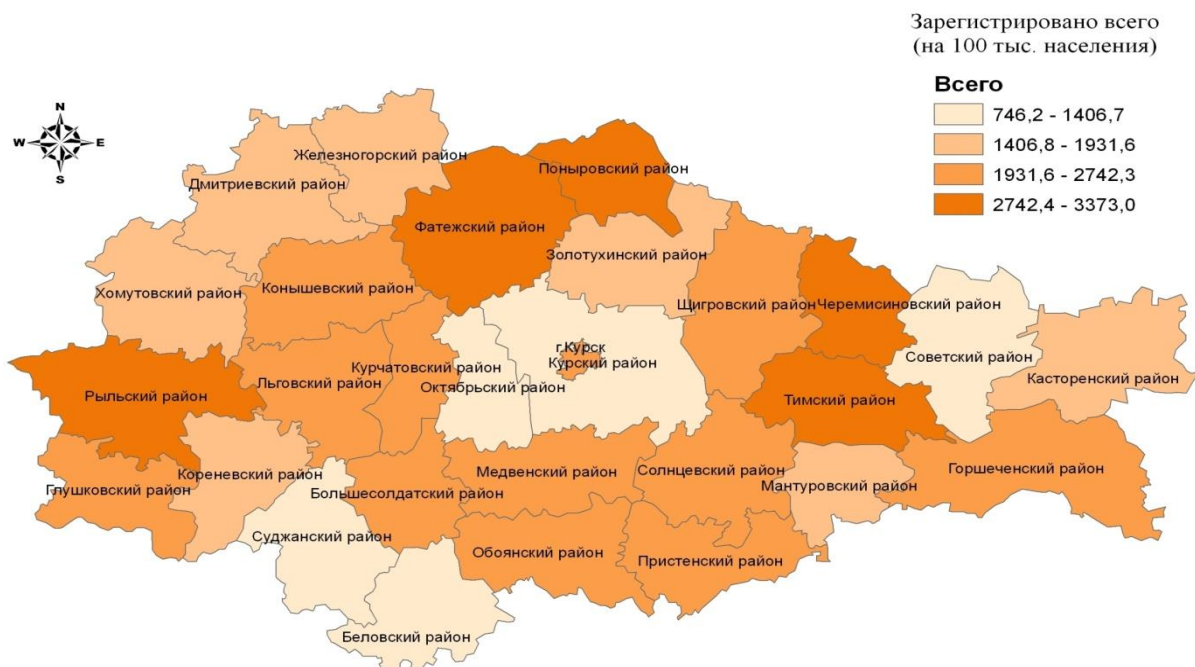 Зарегистрировано всего
(на 100 тыс. населения)
Всего
746,2 - 1406,7
1406,8 - 1931,6
1931,6 - 2742,3
2742,4 - 3373,0
N
W E
S
Железногорский район
Поныровский район
Дмитриевский район
Фатежский район
Золотухинский район
Хомутовский район
Конышевский район
Щигровский район
Черемисиновский район
г.Курск
Курский район
Советский район
Курчатовский район
Касторенский район
Льговский район
Октябрьский район
Рыльский район
Тимский район
Медвенский район
Солнцевский район
Горшеченский район
Кореневский район
Мантуровский район
Глушковский район
Большесолдатский район
Суджанский район
Обоянский район
Пристенский район
Беловский район